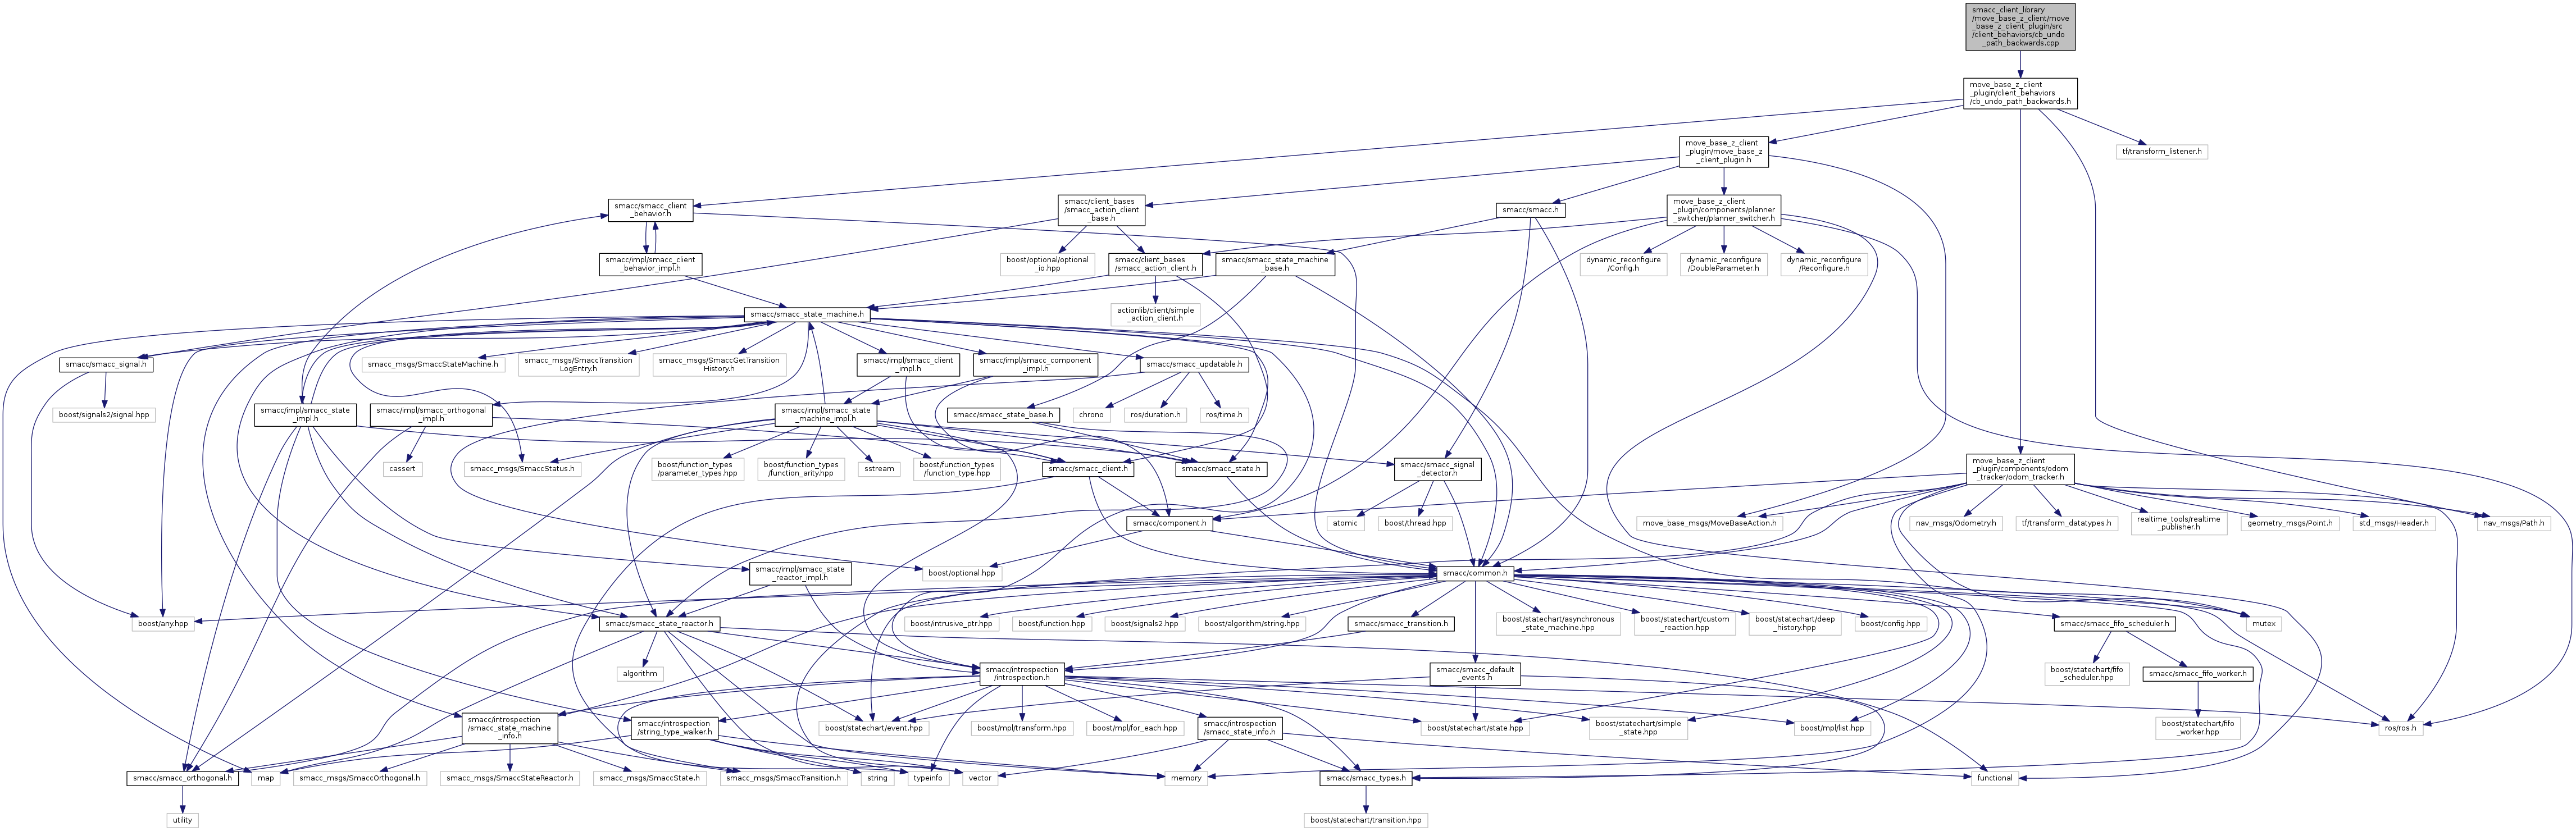 smacc_client_library
/move_base_z_client/move
_base_z_client_plugin/src
/client_behaviors/cb_undo
_path_backwards.cpp
move_base_z_client
_plugin/client_behaviors
/cb_undo_path_backwards.h
move_base_z_client
_plugin/move_base_z
_client_plugin.h
tf/transform_listener.h
smacc/smacc_client
_behavior.h
smacc/client_bases
/smacc_action_client
_base.h
smacc/smacc.h
move_base_z_client
_plugin/components/planner
_switcher/planner_switcher.h
smacc/impl/smacc_client
_behavior_impl.h
boost/optional/optional
_io.hpp
smacc/client_bases
/smacc_action_client.h
smacc/smacc_state_machine
_base.h
dynamic_reconfigure
/Config.h
dynamic_reconfigure
/DoubleParameter.h
dynamic_reconfigure
/Reconfigure.h
smacc/smacc_state_machine.h
actionlib/client/simple
_action_client.h
smacc/smacc_signal.h
smacc_msgs/SmaccStateMachine.h
smacc_msgs/SmaccTransition
LogEntry.h
smacc_msgs/SmaccGetTransition
History.h
smacc/impl/smacc_client
_impl.h
smacc/impl/smacc_component
_impl.h
smacc/smacc_updatable.h
boost/signals2/signal.hpp
smacc/impl/smacc_state
_impl.h
smacc/impl/smacc_orthogonal
_impl.h
smacc/impl/smacc_state
_machine_impl.h
smacc/smacc_state_base.h
chrono
ros/duration.h
ros/time.h
cassert
smacc_msgs/SmaccStatus.h
boost/function_types
/parameter_types.hpp
boost/function_types
/function_arity.hpp
sstream
boost/function_types
/function_type.hpp
smacc/smacc_client.h
smacc/smacc_state.h
smacc/smacc_signal
_detector.h
move_base_z_client
_plugin/components/odom
_tracker/odom_tracker.h
smacc/component.h
atomic
boost/thread.hpp
move_base_msgs/MoveBaseAction.h
nav_msgs/Odometry.h
tf/transform_datatypes.h
realtime_tools/realtime
_publisher.h
geometry_msgs/Point.h
std_msgs/Header.h
nav_msgs/Path.h
smacc/impl/smacc_state
_reactor_impl.h
boost/optional.hpp
smacc/common.h
boost/any.hpp
smacc/smacc_state_reactor.h
boost/intrusive_ptr.hpp
boost/function.hpp
boost/signals2.hpp
boost/algorithm/string.hpp
smacc/smacc_transition.h
boost/statechart/asynchronous
_state_machine.hpp
boost/statechart/custom
_reaction.hpp
boost/statechart/deep
_history.hpp
boost/config.hpp
smacc/smacc_fifo_scheduler.h
mutex
algorithm
smacc/introspection
/introspection.h
smacc/smacc_default
_events.h
boost/statechart/fifo
_scheduler.hpp
smacc/smacc_fifo_worker.h
smacc/introspection
/smacc_state_machine
_info.h
smacc/introspection
/string_type_walker.h
boost/statechart/event.hpp
boost/mpl/transform.hpp
boost/mpl/for_each.hpp
smacc/introspection
/smacc_state_info.h
boost/statechart/state.hpp
boost/statechart/simple
_state.hpp
boost/mpl/list.hpp
boost/statechart/fifo
_worker.hpp
ros/ros.h
smacc/smacc_orthogonal.h
map
smacc_msgs/SmaccOrthogonal.h
smacc_msgs/SmaccStateReactor.h
smacc_msgs/SmaccState.h
smacc_msgs/SmaccTransition.h
string
typeinfo
vector
memory
smacc/smacc_types.h
functional
utility
boost/statechart/transition.hpp